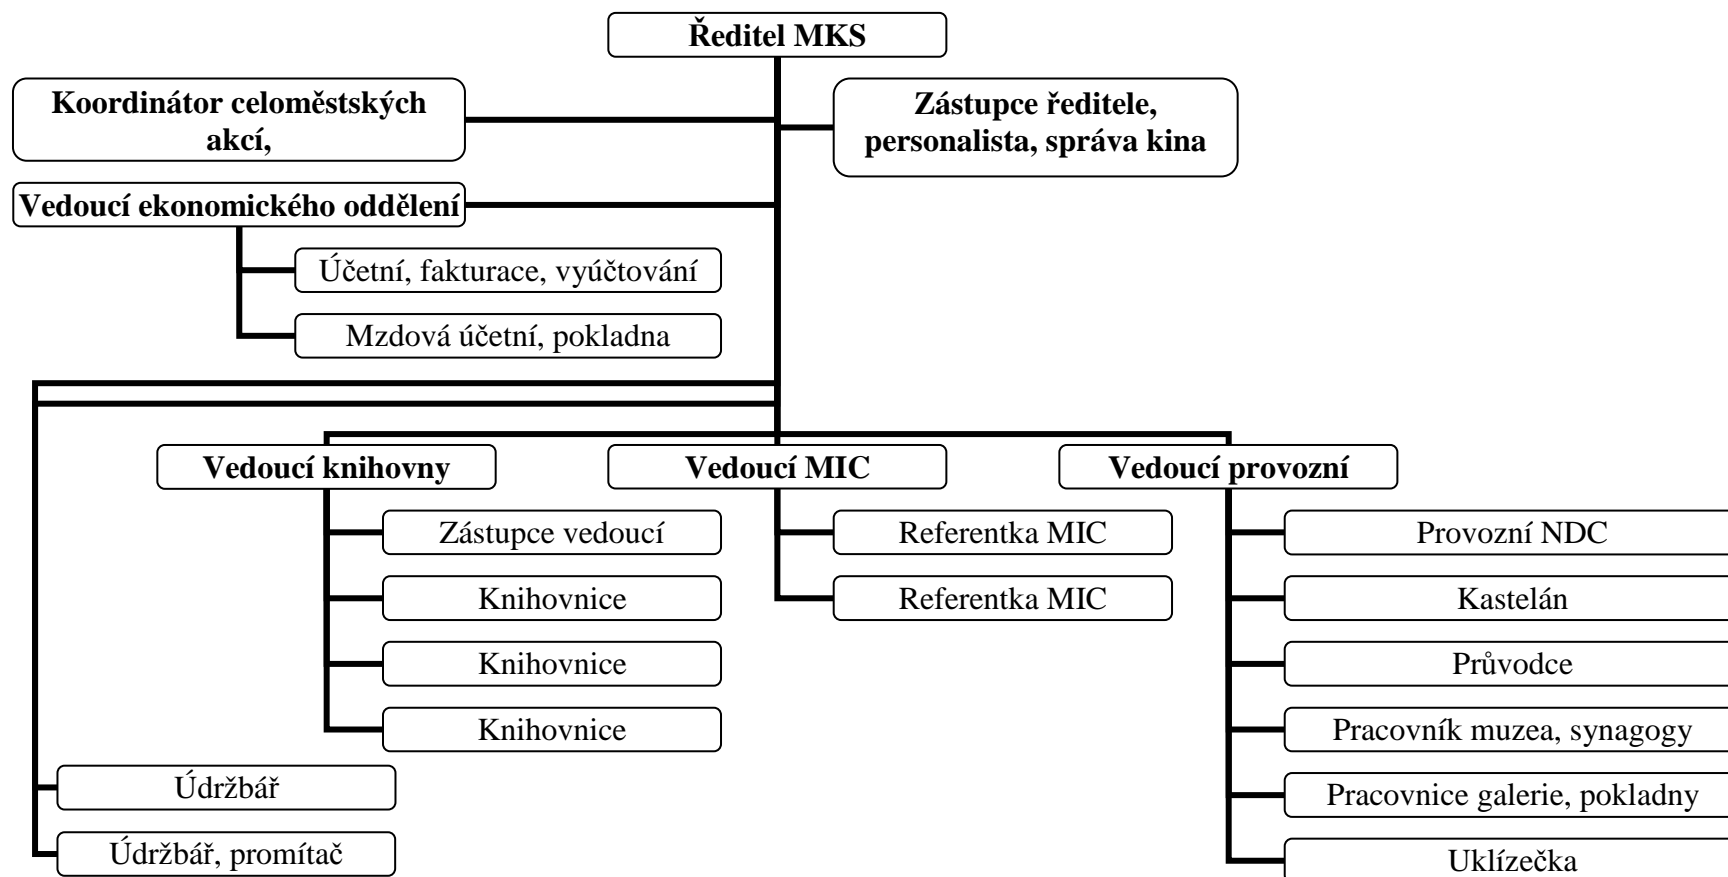 Ředitel MKS
Koordinátor celoměstských
akcí,
Zástupce ředitele,
personalista, správa kina
Vedoucí ekonomického oddělení
Účetní, fakturace, vyúčtování
Mzdová účetní, pokladna
Vedoucí knihovny
Zástupce vedoucí
Knihovnice
Knihovnice
Knihovnice
Vedoucí MIC
Referentka MIC
Referentka MIC
Vedoucí provozní
Provozní NDC
Kastelán
Průvodce
Pracovník muzea, synagogy
Pracovnice galerie, pokladny
Uklízečka
Údržbář
Údržbář, promítač